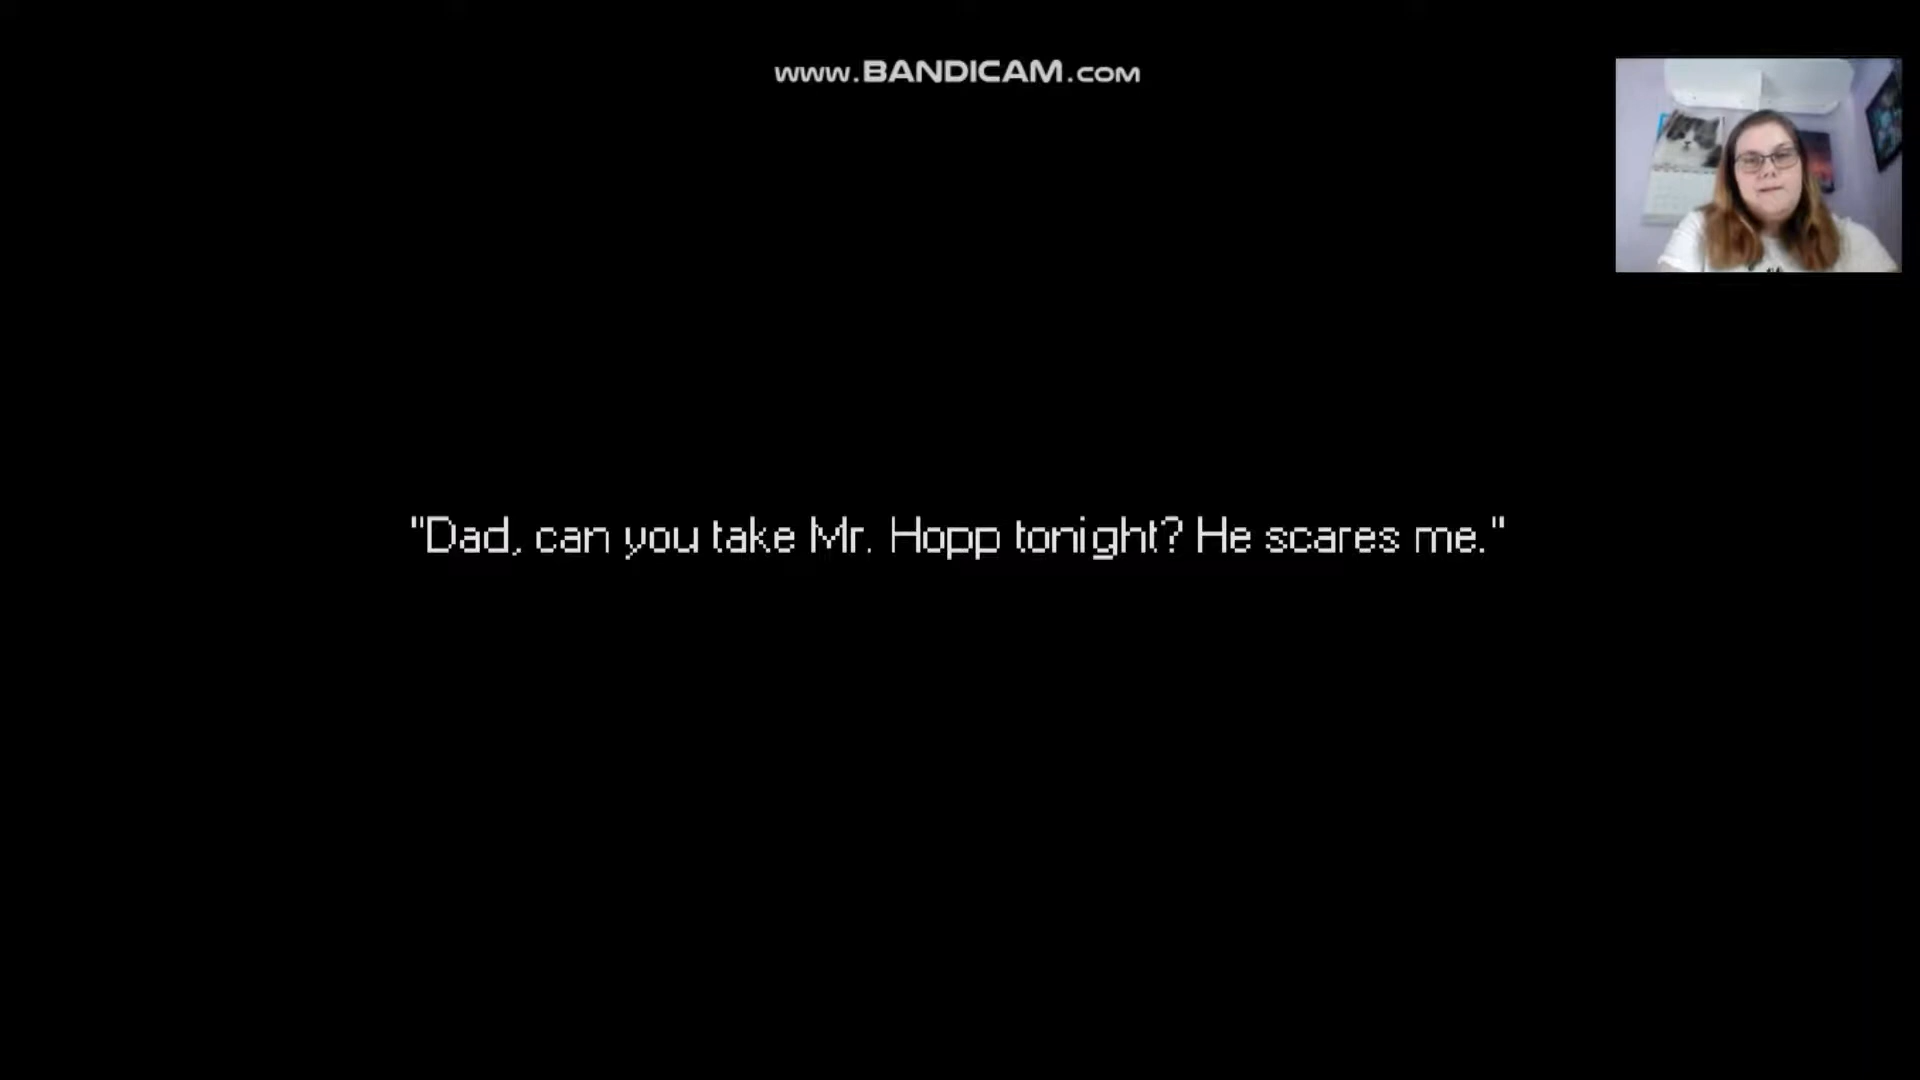 www.BANDICAM.com
"Dad, can you take Mr. Hopp tonight? He scares me."